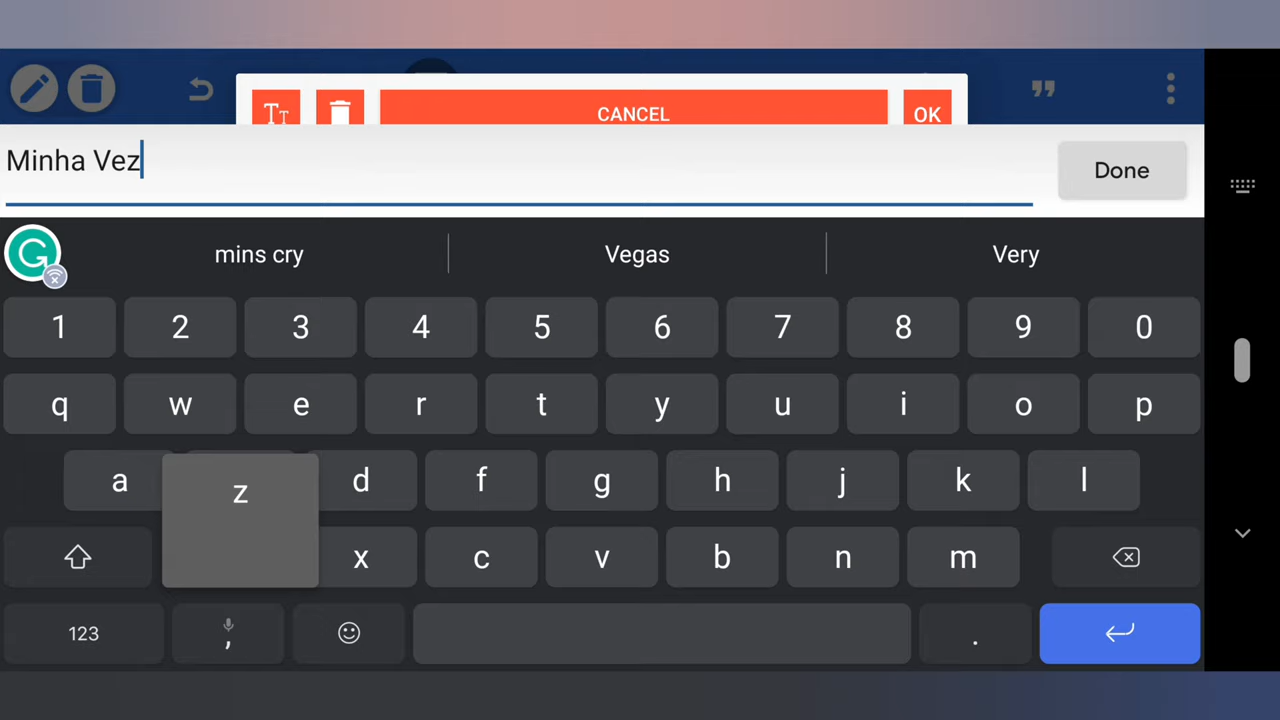 TT
CANCEL
OK
Minha Vez
Done
mins cry
Vegas
Very
1 2 3 4 5 6 7 8 9 0
q w e r t y u i o p
a z d f g h j k l
x c v b n m
123 , .